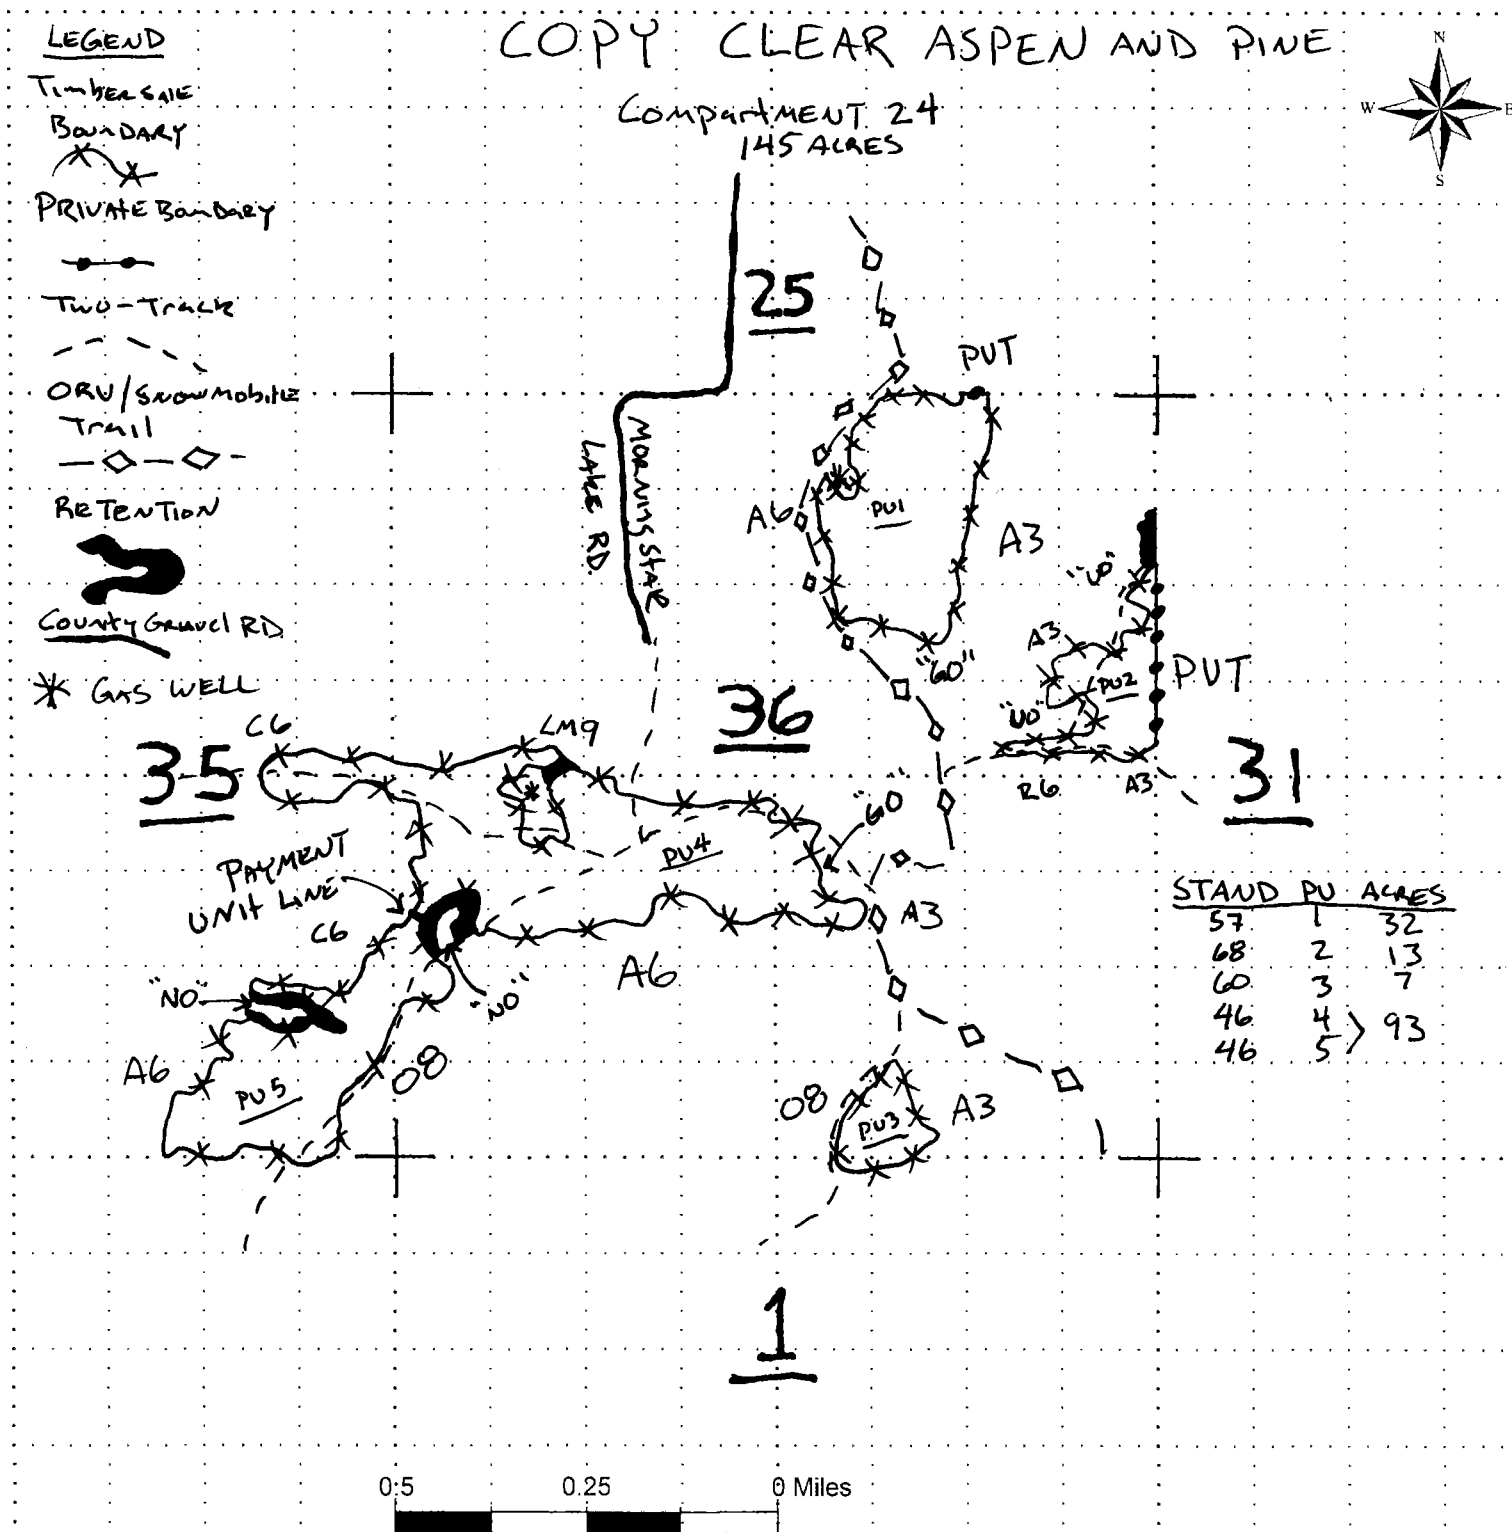 LEGEND
COPY CLEAR ASPEN AND PINE
Compartment 24
145 ACRES
N
W E
S
Timber Sale
Boundary
Private Boundary
Two-Track
ORV/Snowmobile
Trail
Retention
County Gravel RD
Gas Well
25
PUT
MORNING STAR
LAKE RD.
A6
PU1
A3
"GO"
"UO"
A3
PU2
PUT
"UO"
R6
A3
31
36
35
C6
LM9
"GO"
PU4
PAYMENT
UNIT LINE
C6
A3
A6
"NO"
"NO"
A6
PU5
O8
O8
PU3
A3
STAND PU ACRES
57 1 32
68 2 13
60 3 7
46 4 > 93
46 5
1
0.5 0.25 0 Miles